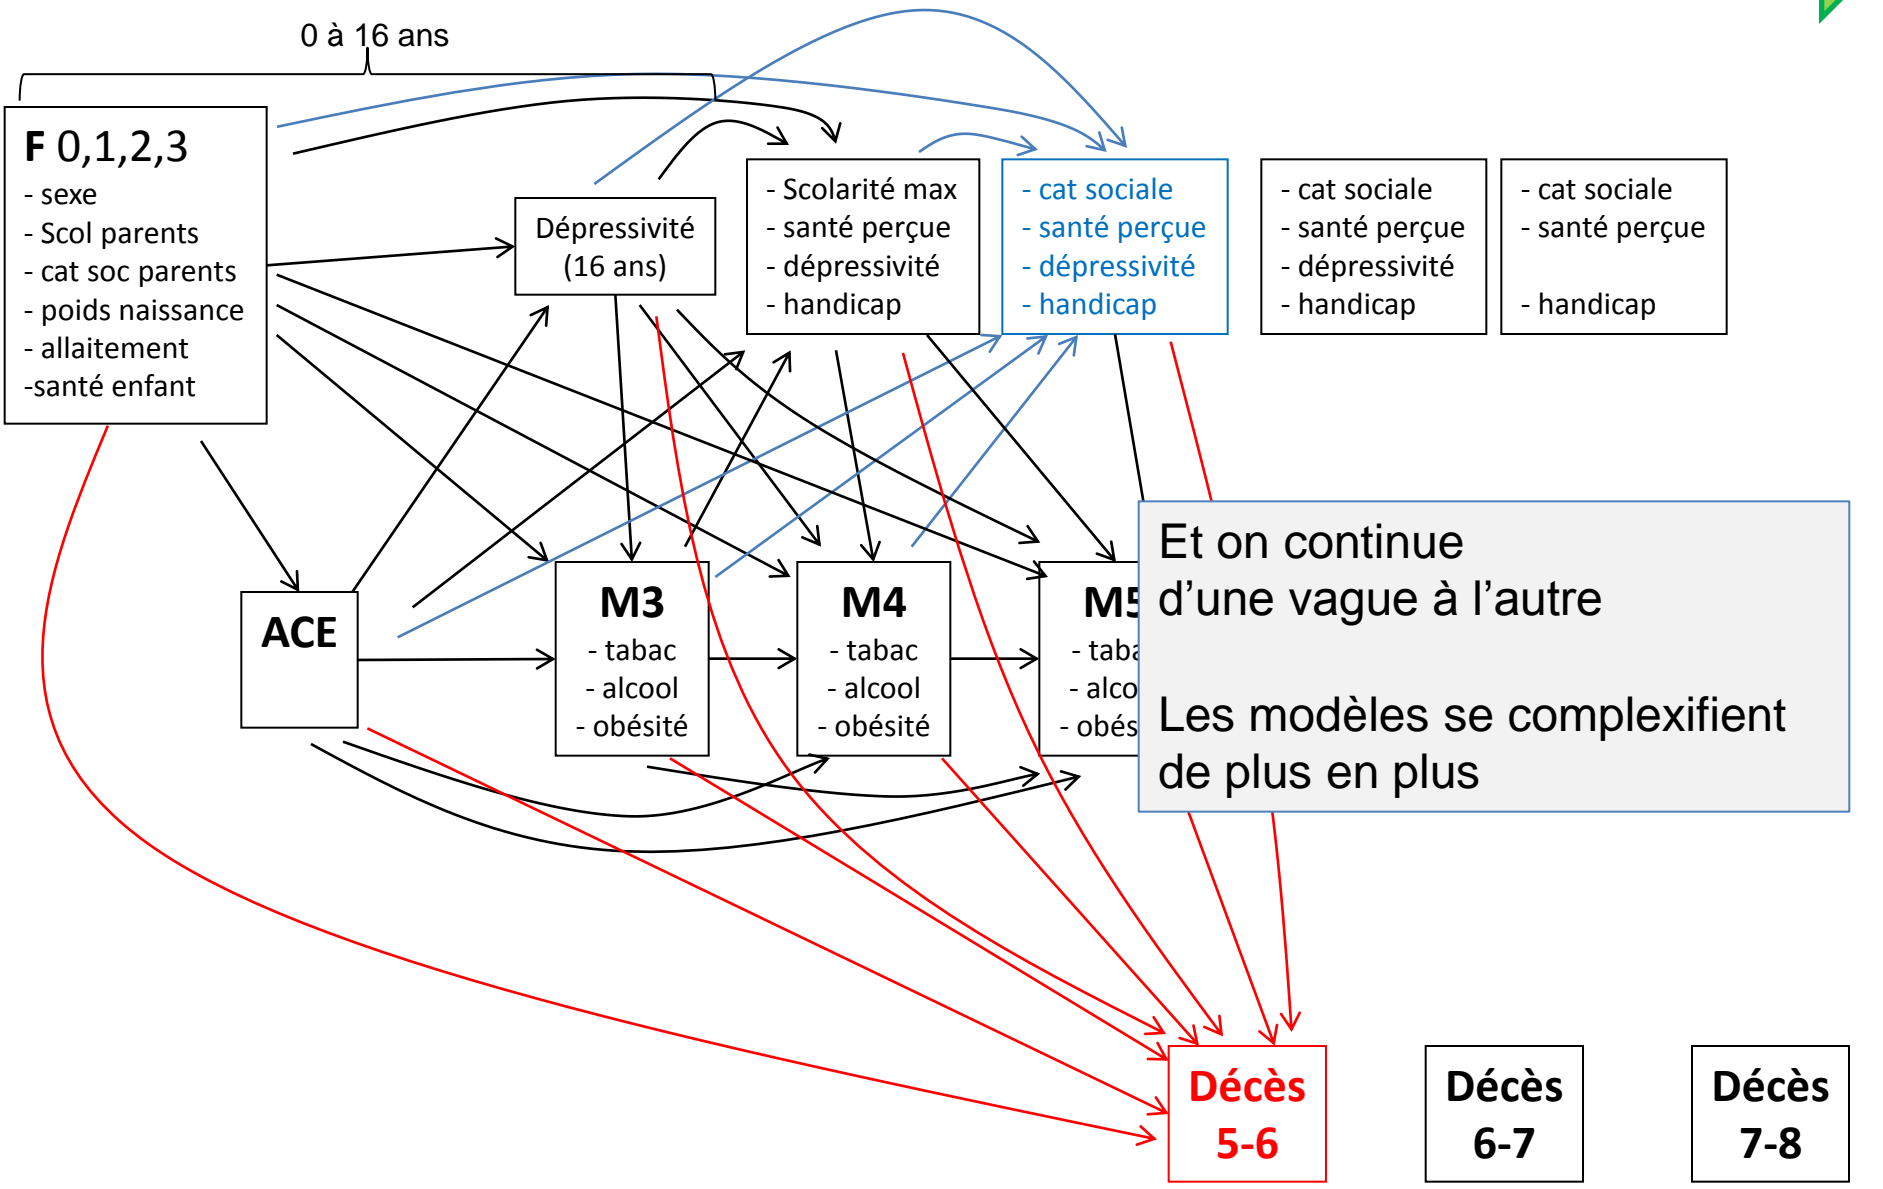 0 à 16 ans
F 0,1,2,3
- sexe
- Scol parents
- cat soc parents
- poids naissance
- allaitement
-santé enfant
Dépressivité
(16 ans)
- Scolarité max
- santé perçue
- dépressivité
- handicap
- cat sociale
- santé perçue
- dépressivité
- handicap
- cat sociale
- santé perçue
- dépressivité
- handicap
- cat sociale
- santé perçue
- handicap
ACE
M3
- tabac
- alcool
- obésité
M4
- tabac
- alcool
- obésité
M5
- taba
- alco
- obés
Et on continue
d’une vague à l’autre
Les modèles se complexifient
de plus en plus
Décès
5-6
Décès
6-7
Décès
7-8